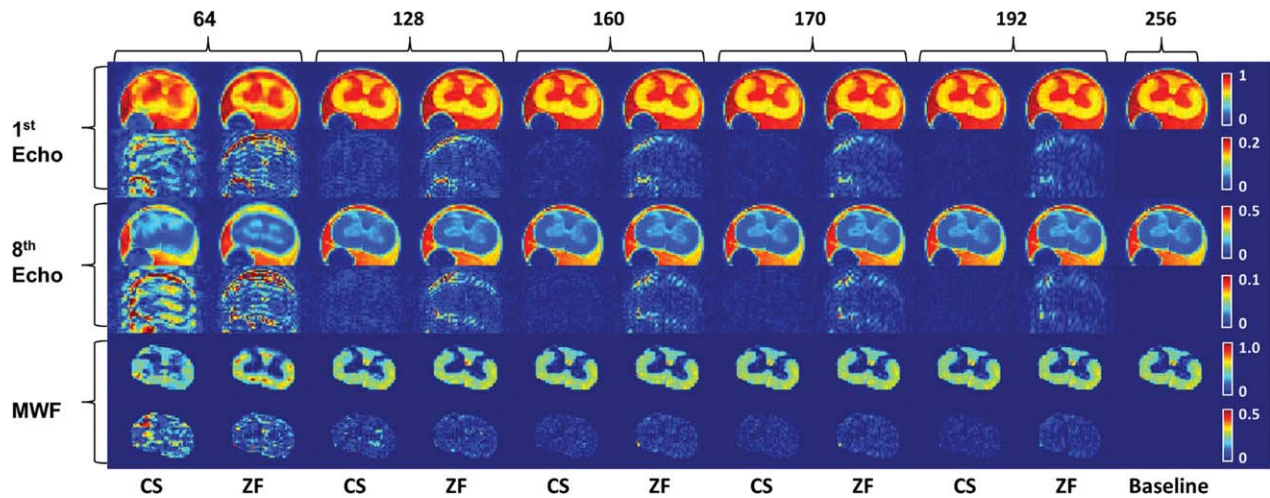 64 128 160 170 192 256
1st Echo
1
0
0.2
0
8th Echo
0.5
0
0.1
0
MWF
1.0
0
0.5
0
CS ZF CS ZF CS ZF CS ZF CS ZF Baseline